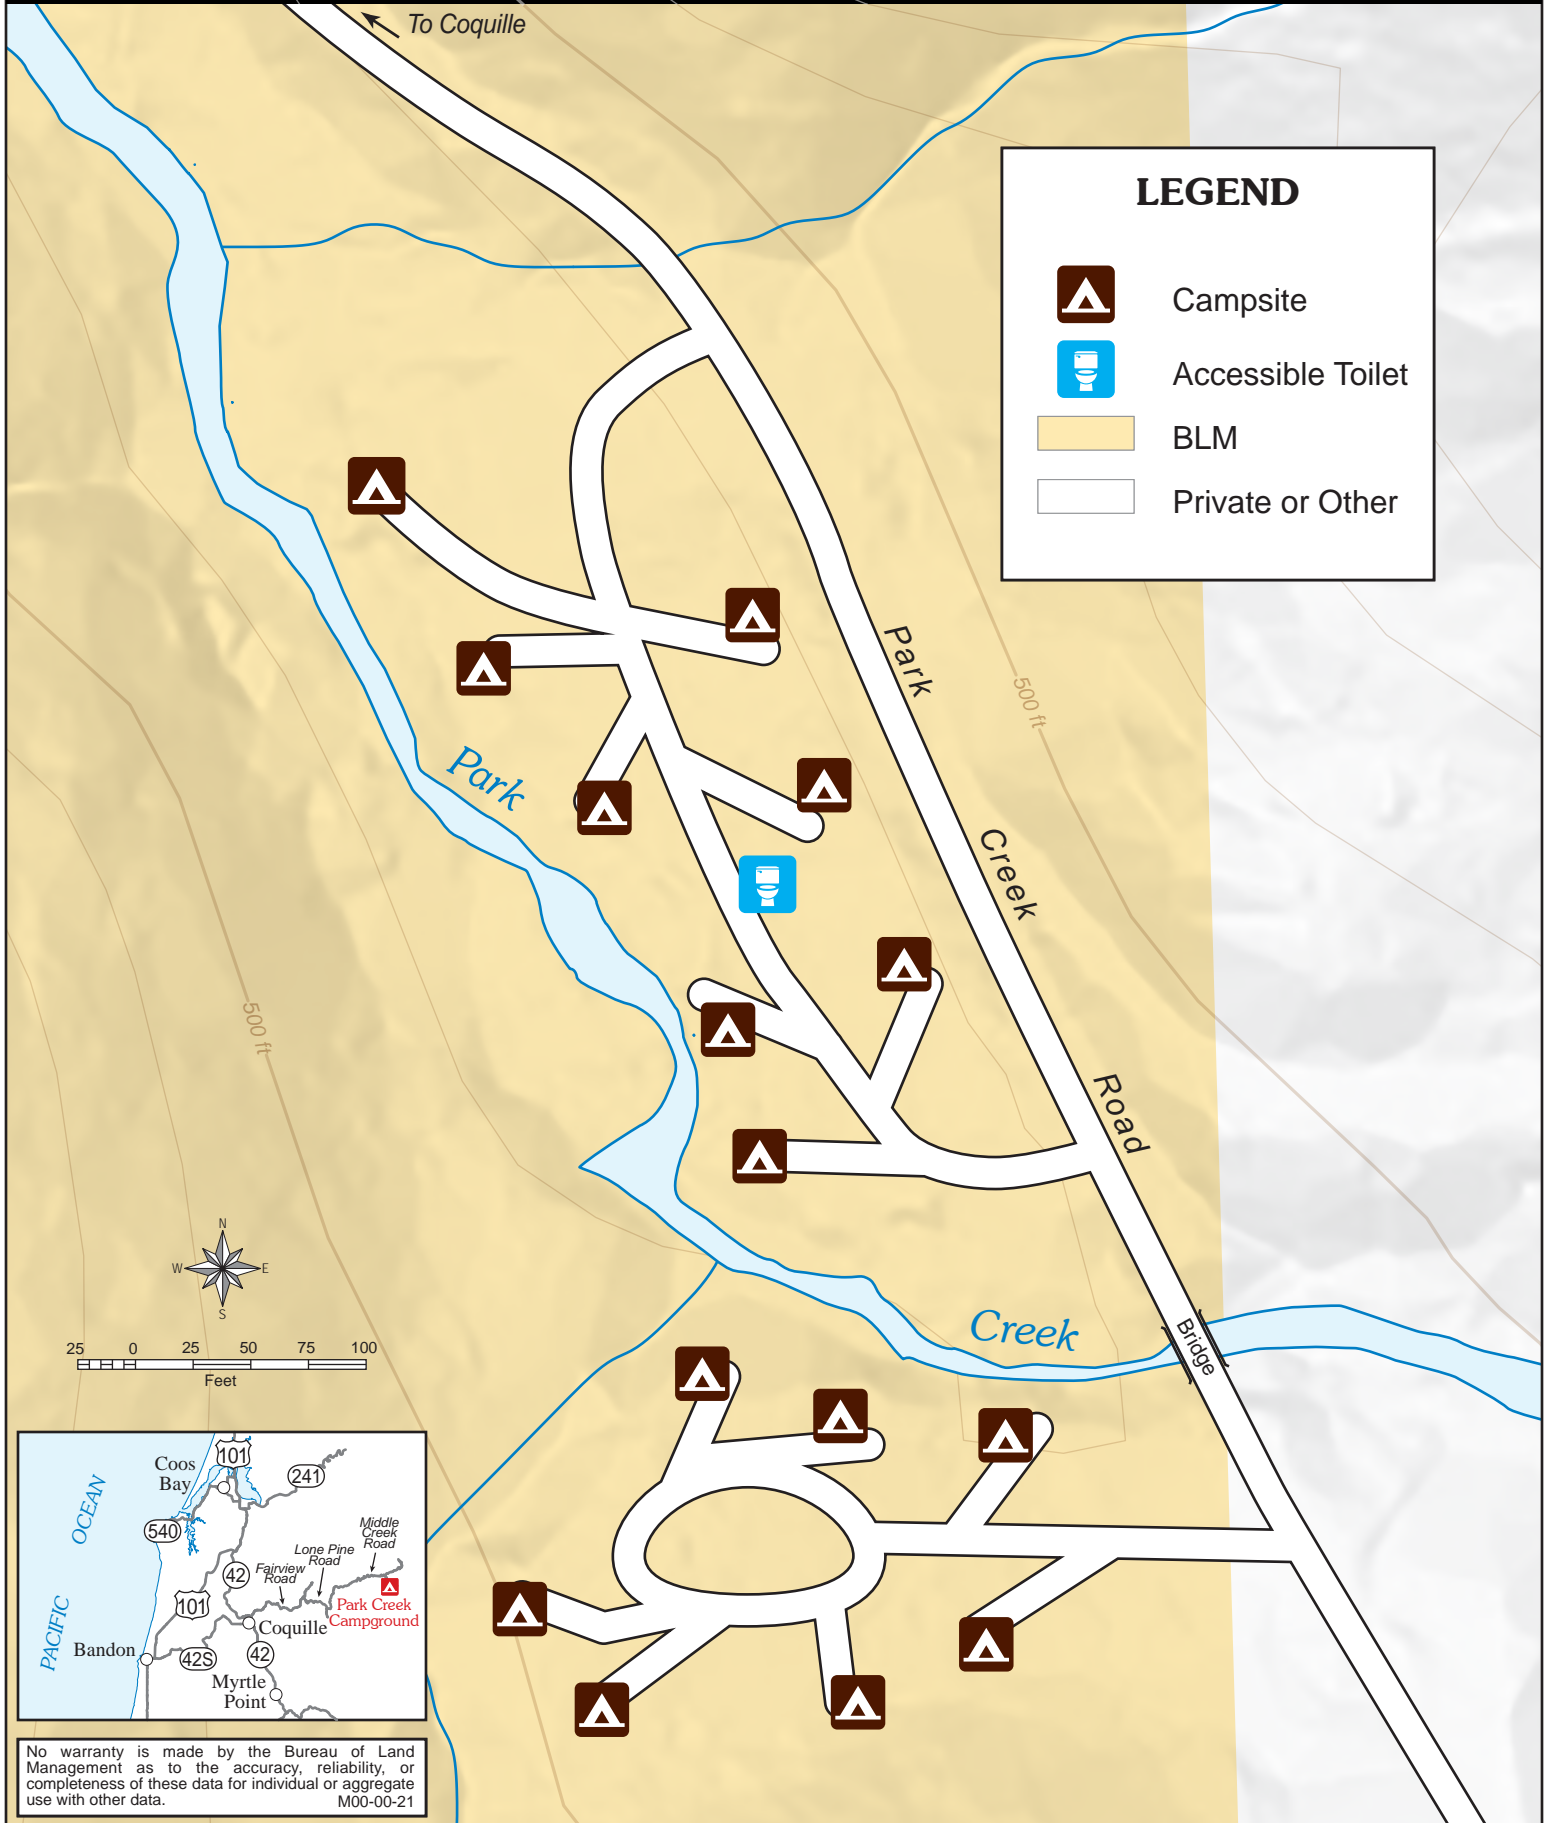 To Coquille
LEGEND
Campsite
Accessible Toilet
BLM
Private or Other
Park
Creek
Road
500 ft
Park
Creek
500 ft
Bridge
N
W
E
S
25 0 25 50 75 100
Feet
PACIFIC
OCEAN
Coos
Bay
101
241
540
Middle
Creek
Road
Lone Pine
Road
Fairview
Road
42
101
Park Creek
Campground
Coquille
Bandon
42S
42
Myrtle
Point
No warranty is made by the Bureau of Land
Management as to the accuracy, reliability, or
completeness of these data for individual or aggregate
use with other data. M00-00-21